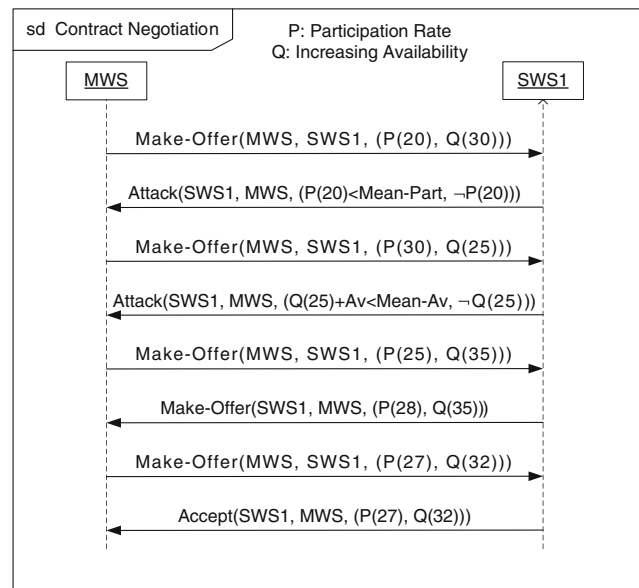 sd Contract Negotiation
P: Participation Rate
Q: Increasing Availability
MWS
SWS1
Make-Offer(MWS, SWS1, (P(20), Q(30)))
Attack(SWS1, MWS, (P(20)<Mean-Part, ¬P(20)))
Make-Offer(MWS, SWS1, (P(30), Q(25)))
Attack(SWS1, MWS, (Q(25)+Av<Mean-Av, ¬Q(25)))
Make-Offer(MWS, SWS1, (P(25), Q(35)))
Make-Offer(SWS1, MWS, (P(28), Q(35)))
Make-Offer(MWS, SWS1, (P(27), Q(32)))
Accept(SWS1, MWS, (P(27), Q(32)))